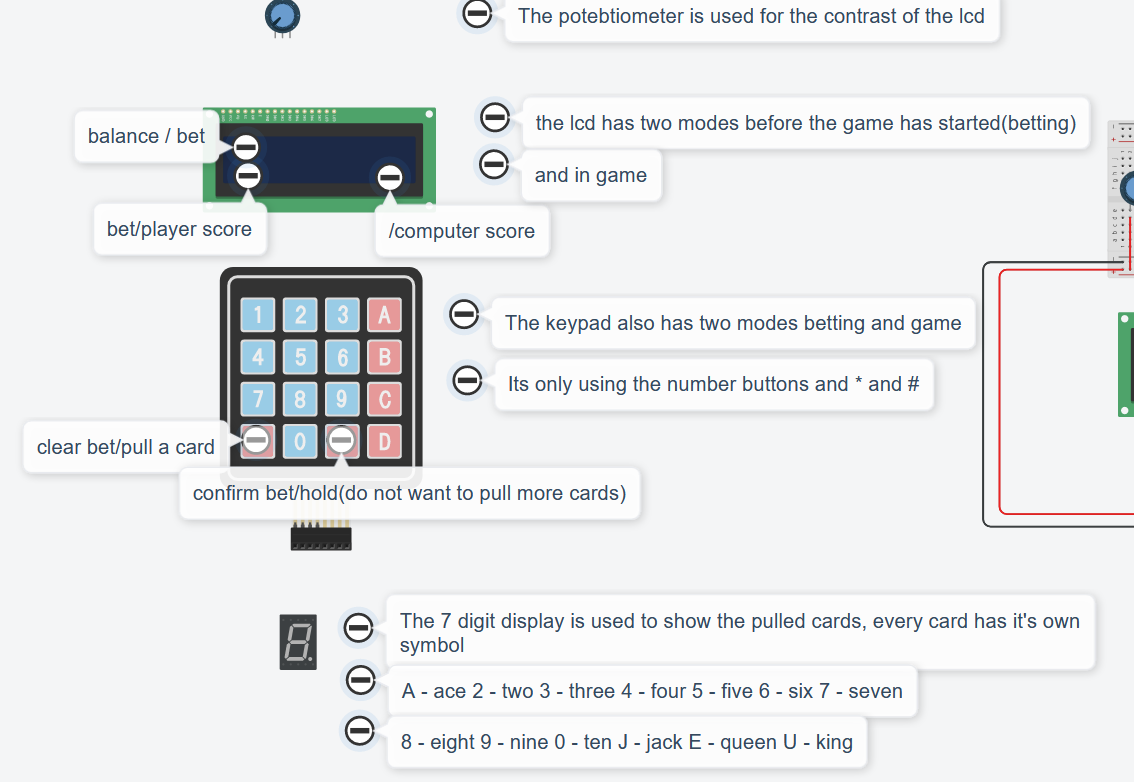 The potebtiometer is used for the contrast of the lcd
balance / bet
the lcd has two modes before the game has started(betting)
and in game
bet/player score
/computer score
1 2 3 A
4 5 6 B
7 8 9 C
0 D
The keypad also has two modes betting and game
Its only using the number buttons and * and #
clear bet/pull a card
confirm bet/hold(do not want to pull more cards)
The 7 digit display is used to show the pulled cards, every card has it's own
symbol
A - ace 2 - two 3 - three 4 - four 5 - five 6 - six 7 - seven
8 - eight 9 - nine 0 - ten J - jack E - queen U - king